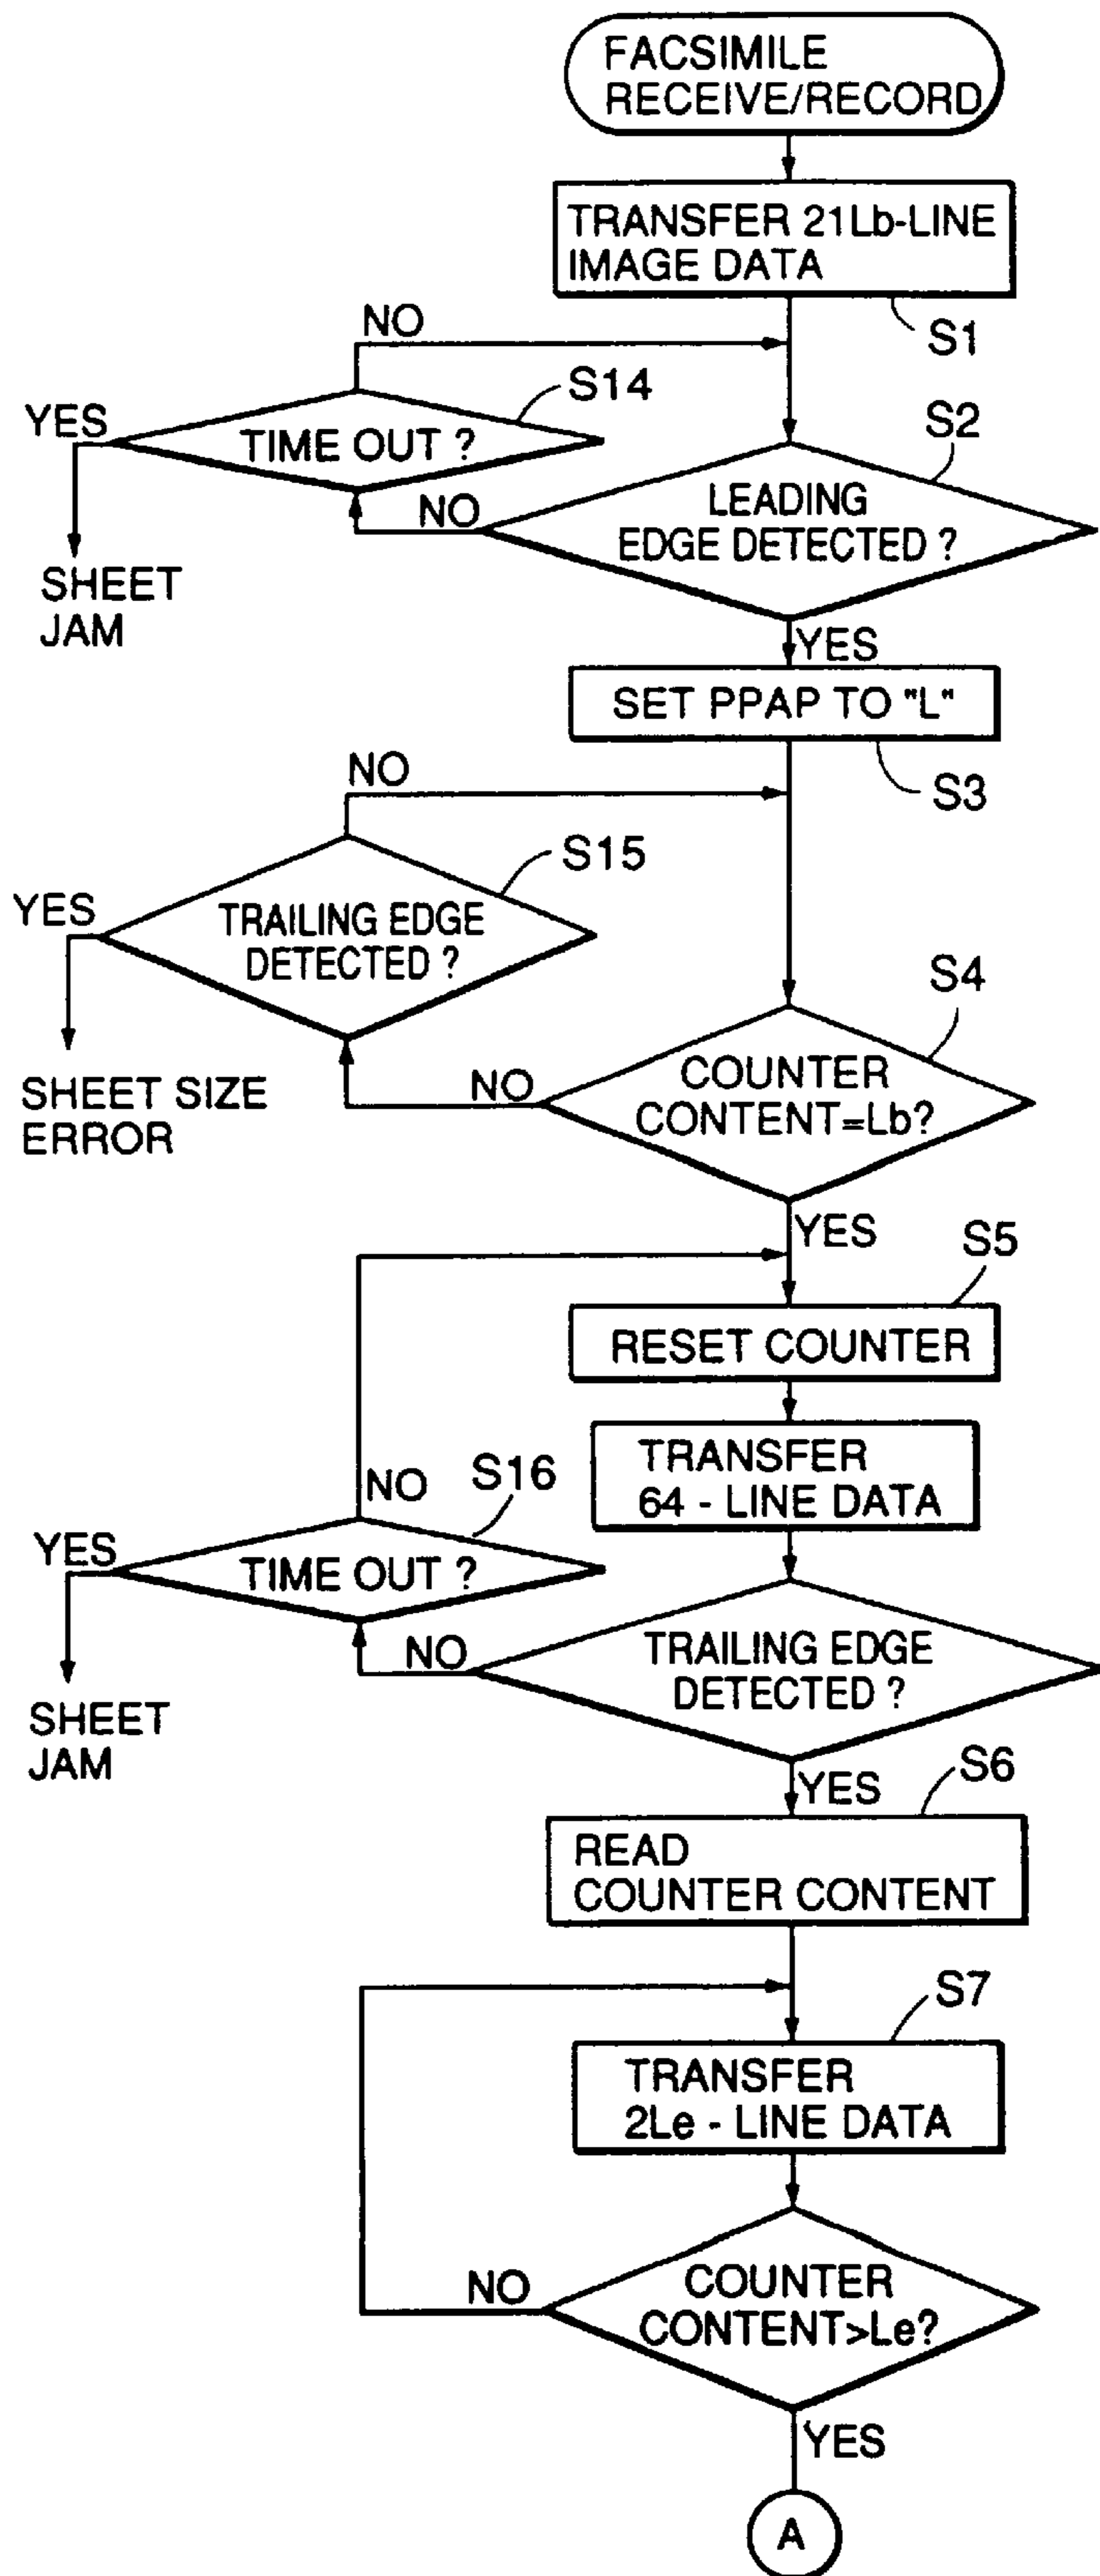 FACSIMILE
RECEIVE/RECORD
TRANSFER 21Lb-LINE
IMAGE DATA
S1
NO
S14
YES
TIME OUT ?
S2
LEADING
EDGE DETECTED ?
NO
SHEET
JAM
YES
SET PPAP TO "L"
S3
NO
S15
YES
TRAILING EDGE
DETECTED ?
S4
COUNTER
CONTENT=Lb?
NO
SHEET SIZE
ERROR
YES
S5
RESET COUNTER
TRANSFER
64 - LINE DATA
NO
S16
YES
TIME OUT ?
TRAILING EDGE
DETECTED ?
NO
SHEET
JAM
YES
S6
READ
COUNTER CONTENT
S7
TRANSFER
2Le - LINE DATA
COUNTER
CONTENT>Le?
NO
YES
A